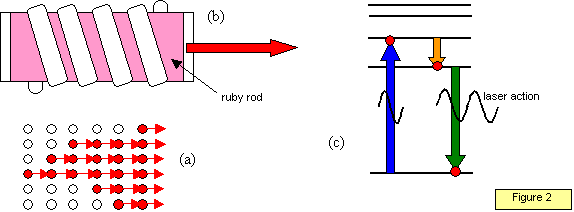 (b)
ruby rod
(a)
laser action
(c)
Figure 2